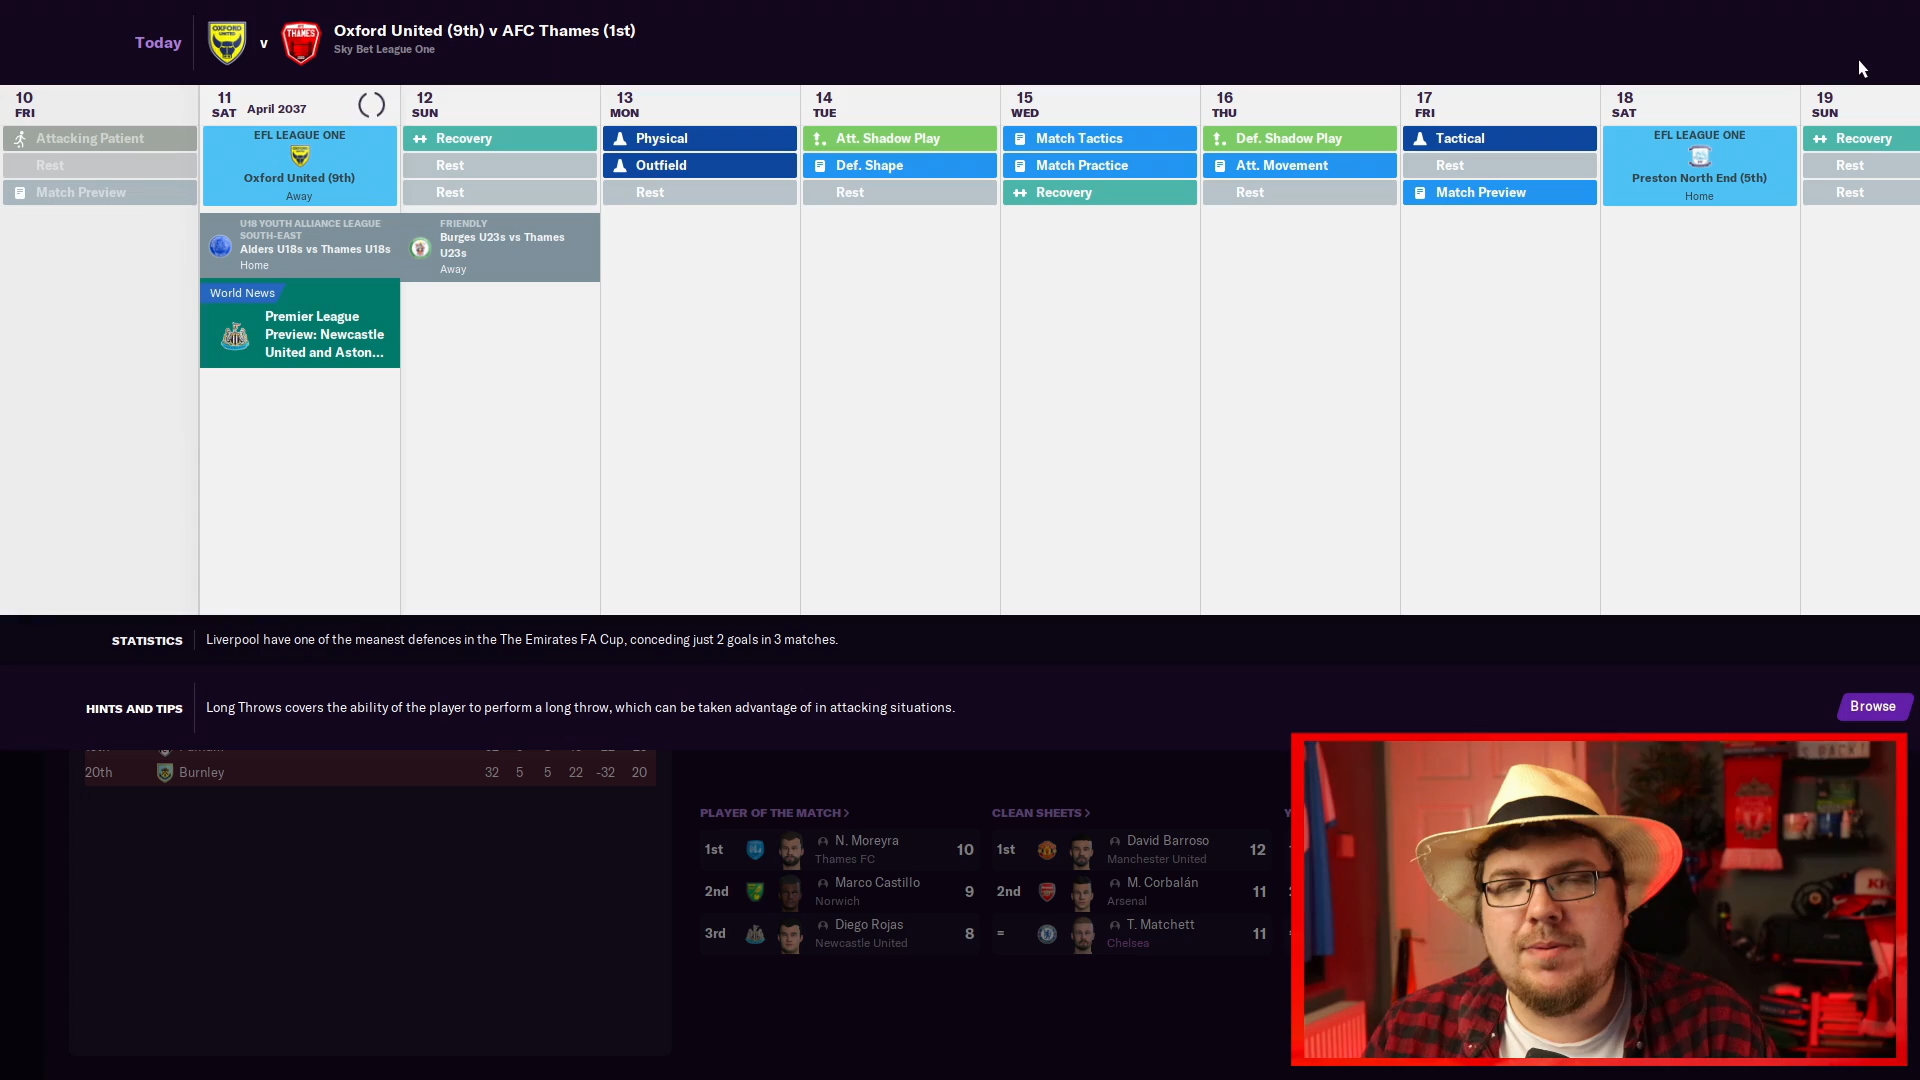 Today
v
Oxford United (9th) v AFC Thames (1st)
Sky Bet League One
10
FRI
Attacking Patient
Rest
Match Preview
11
SAT April 2037
EFL LEAGUE ONE
Oxford United (9th)
Away
U18 YOUTH ALLIANCE LEAGUE
SOUTH-EAST
Alders U18s vs Thames U18s
Home
World News
Premier League
Preview: Newcastle
United and Aston...
12
SUN
Recovery
Rest
Rest
FRIENDLY
Burges U23s vs Thames
U23s
Away
13
MON
Physical
Outfield
Rest
14
TUE
Att. Shadow Play
Def. Shape
Rest
15
WED
Match Tactics
Match Practice
Recovery
16
THU
Def. Shadow Play
Att. Movement
Rest
17
FRI
Tactical
Rest
Match Preview
18
SAT
EFL LEAGUE ONE
Preston North End (5th)
Home
19
SUN
Recovery
Rest
Rest
STATISTICS Liverpool have one of the meanest defences in the The Emirates FA Cup, conceding just 2 goals in 3 matches.
HINTS AND TIPS Long Throws covers the ability of the player to perform a long throw, which can be taken advantage of in attacking situations.
Browse
20th Burnley 32 5 5 22 -32 20
PLAYER OF THE MATCH
1st N. Moreyra 10
Thames FC
2nd Marco Castillo 9
Norwich
3rd Diego Rojas 8
Newcastle United
CLEAN SHEETS
1st David Barroso 12
Manchester United
2nd M. Corbalán 11
Arsenal
= T. Matchett 11
Chelsea